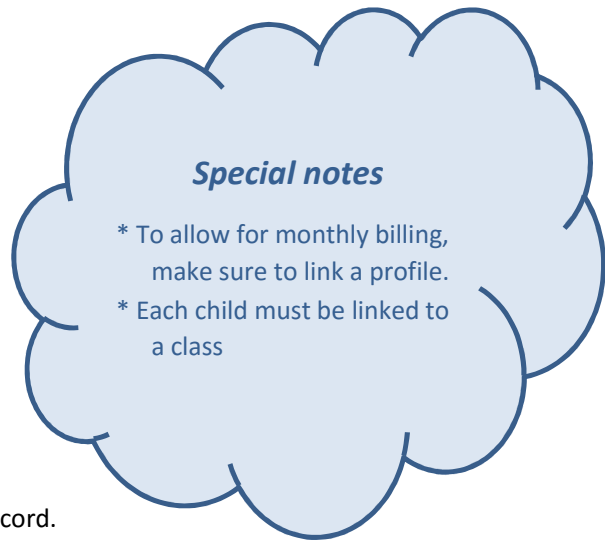 Special notes
* To allow for monthly billing,
make sure to link a profile.
* Each child must be linked to
a class
cord.